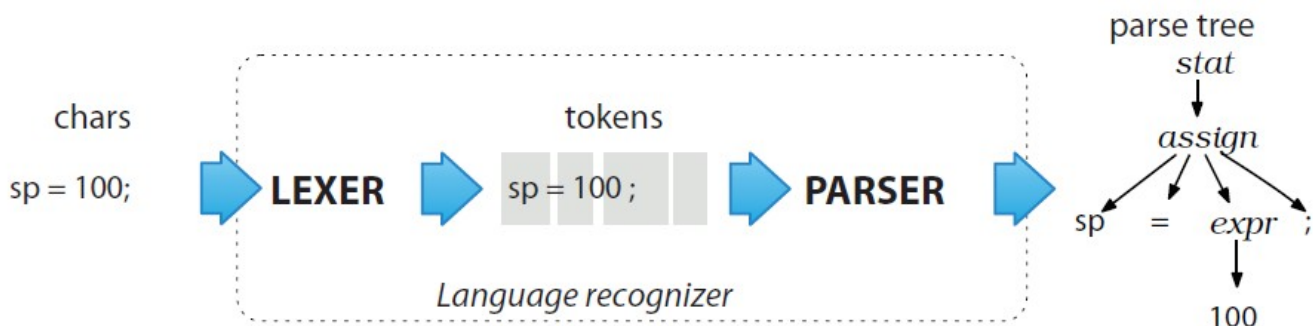 chars
sp = 100;
LEXER
tokens
sp = 100 ;
PARSER
Language recognizer
parse tree
stat
assign
sp = expr ;
100